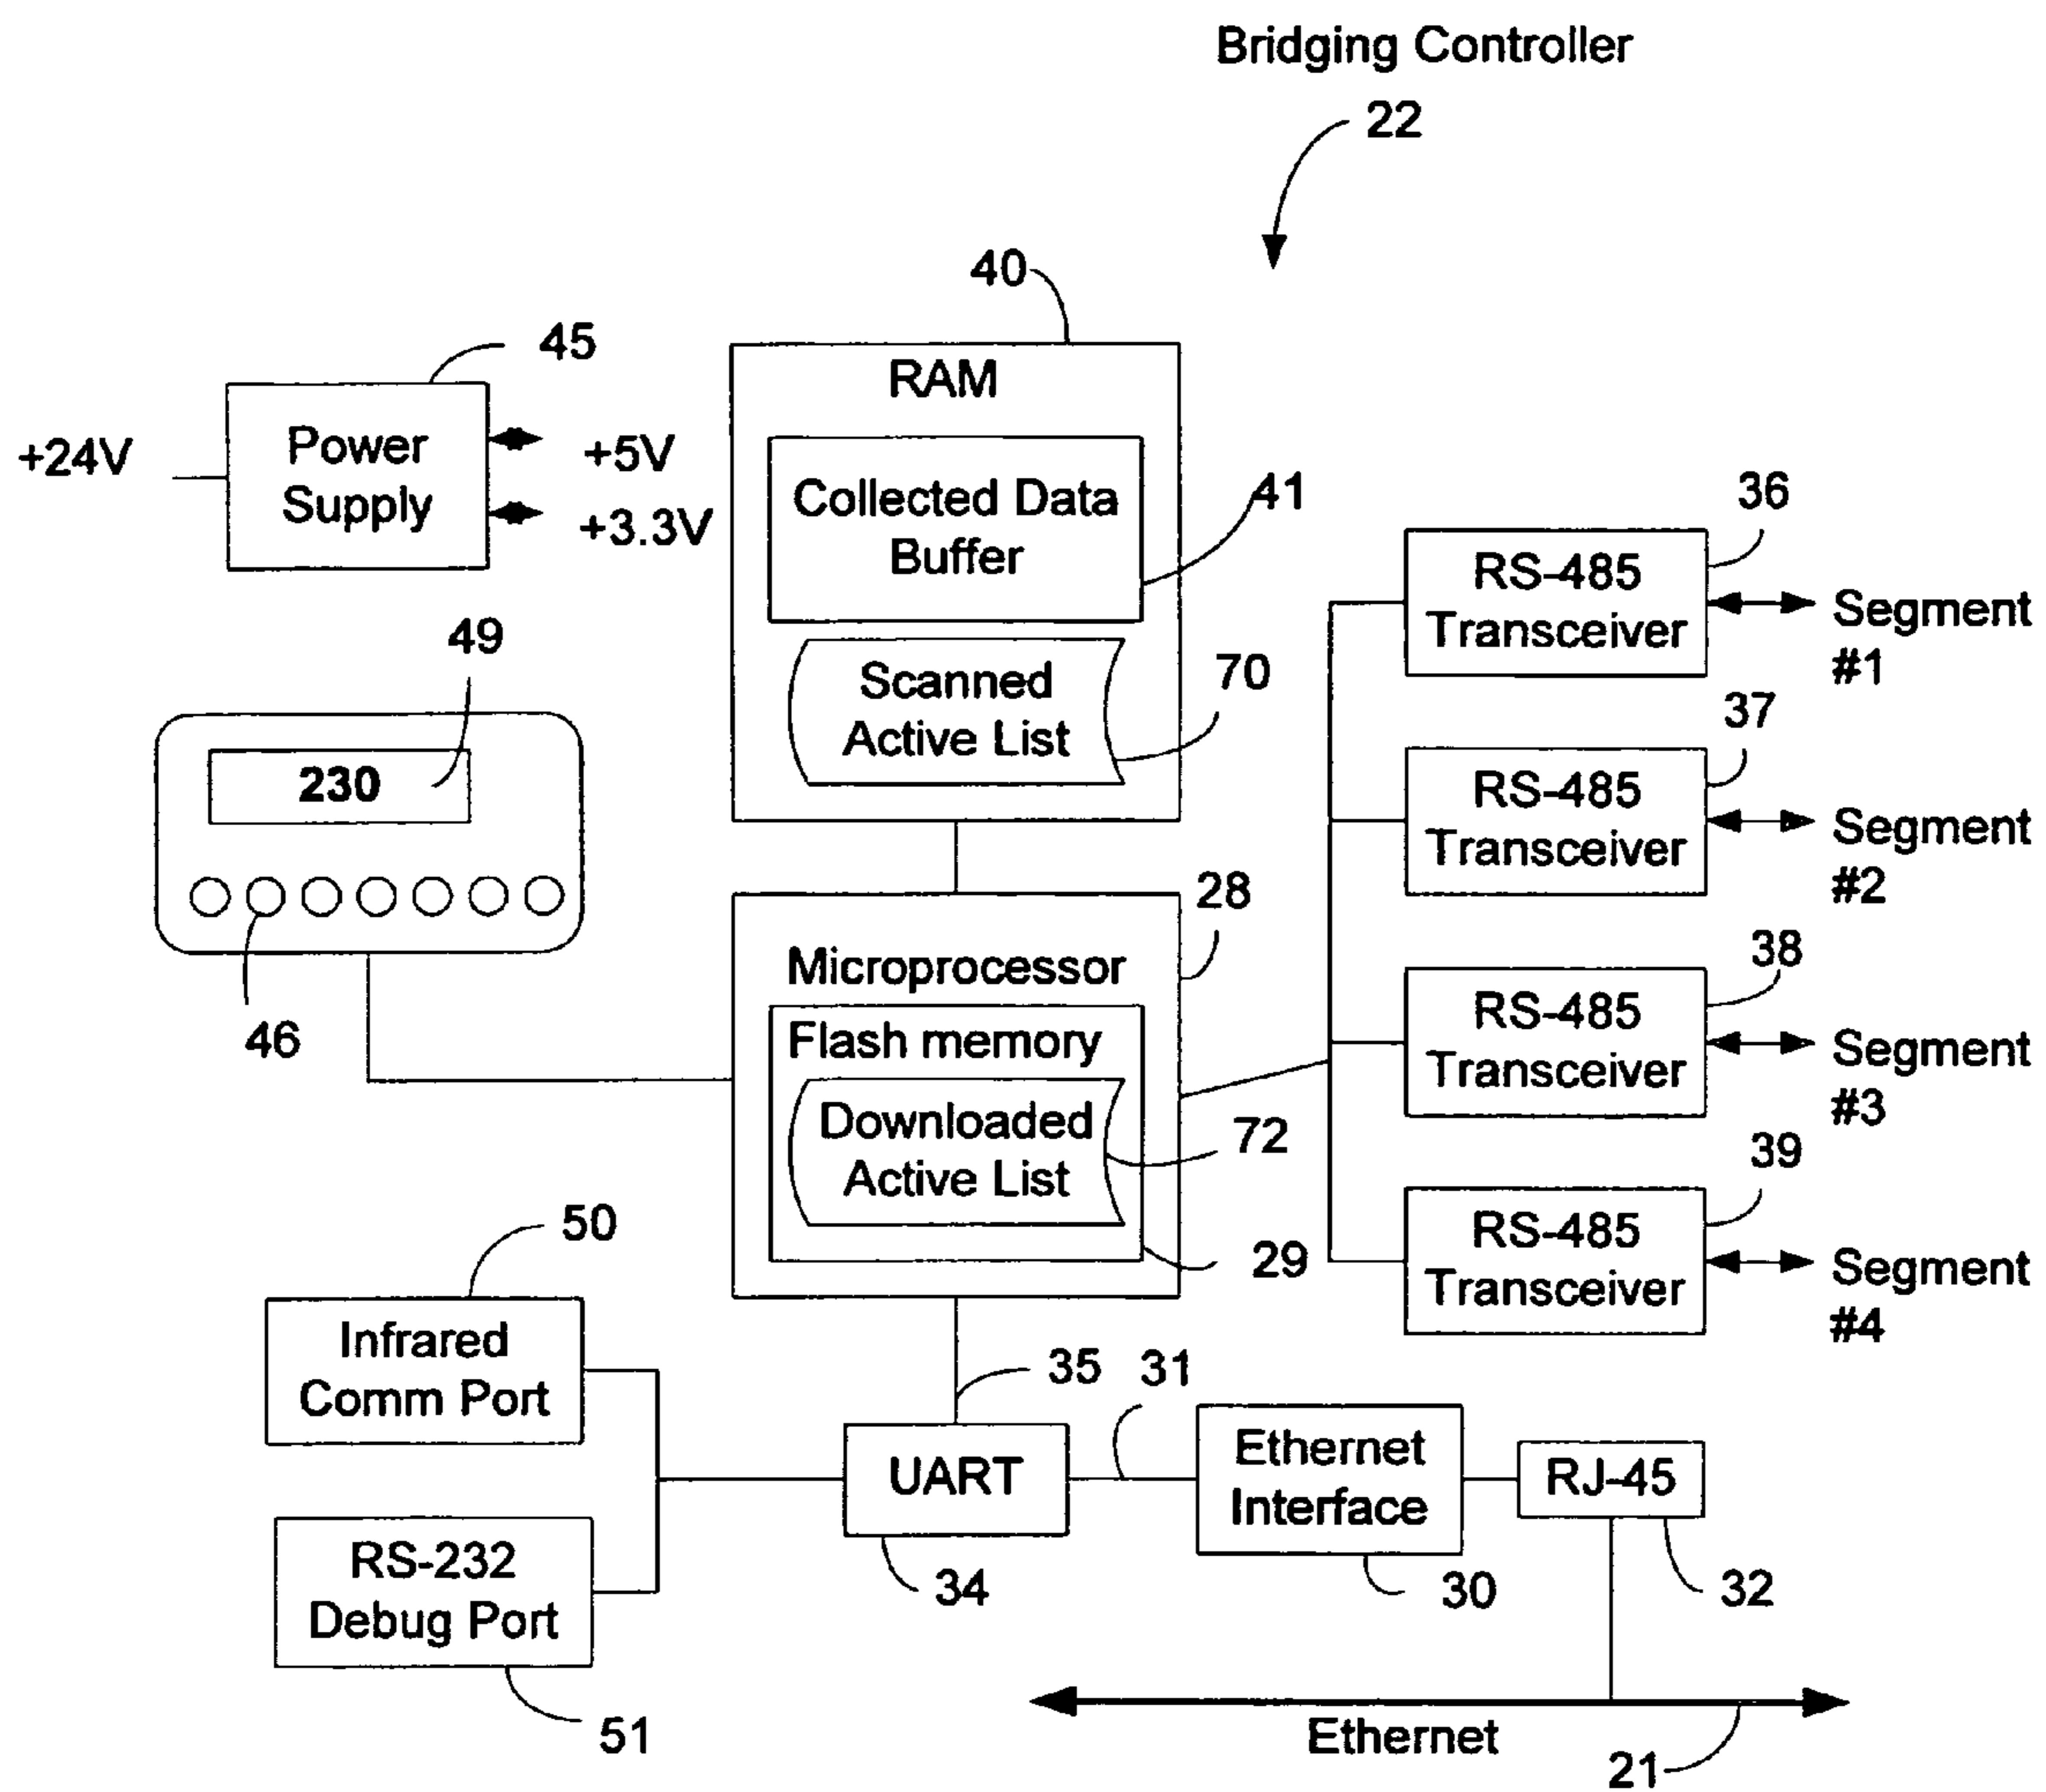 Bridging Controller
22
40
45
RAM
Power
Supply
+24V
+5V
+3.3V
Collected Data
Buffer
41
36
RS-485
Transceiver
Segment
#1
49
Scanned
Active List
70
37
230
RS-485
Transceiver
Segment
#2
28
46
Microprocessor
Flash memory
38
RS-485
Transceiver
Segment
#3
Downloaded
Active List
72
39
29
RS-485
Transceiver
Segment
#4
50
Infrared
Comm Port
35
31
UART
Ethernet
Interface
RJ-45
RS-232
Debug Port
34
30
32
51
Ethernet
21